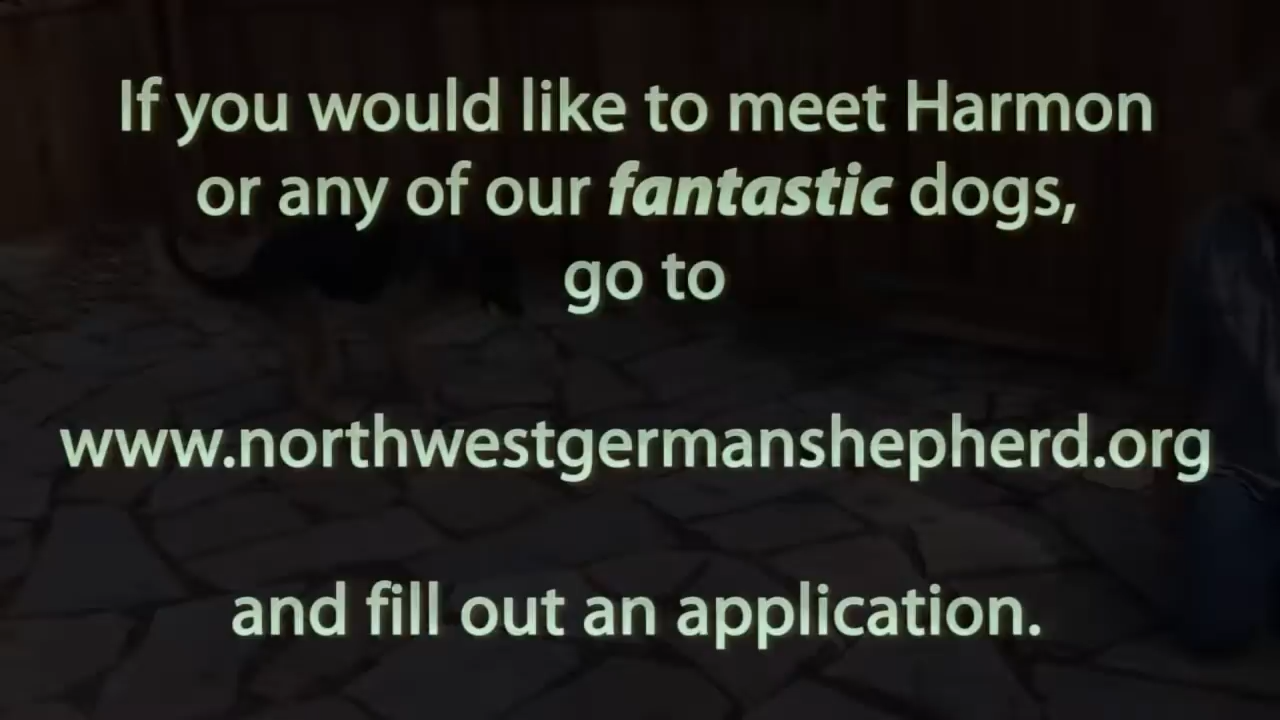 If you would like to meet Harmon
or any of our fantastic dogs,
go to
www.northwestgermanshepherd.org
and fill out an application.